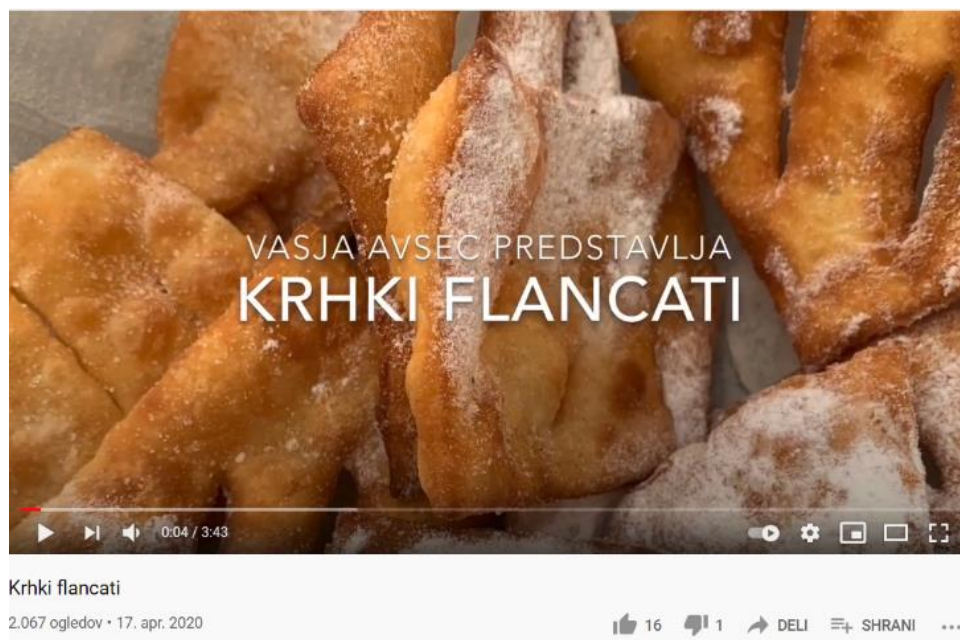 VASJA AVSEC PREDSTAVLJA
KRHKI FLANCATI
0:04 / 3:43
Krhki flancati
2.067 ogledov • 17. apr. 2020
16 1 DELI SHRANI